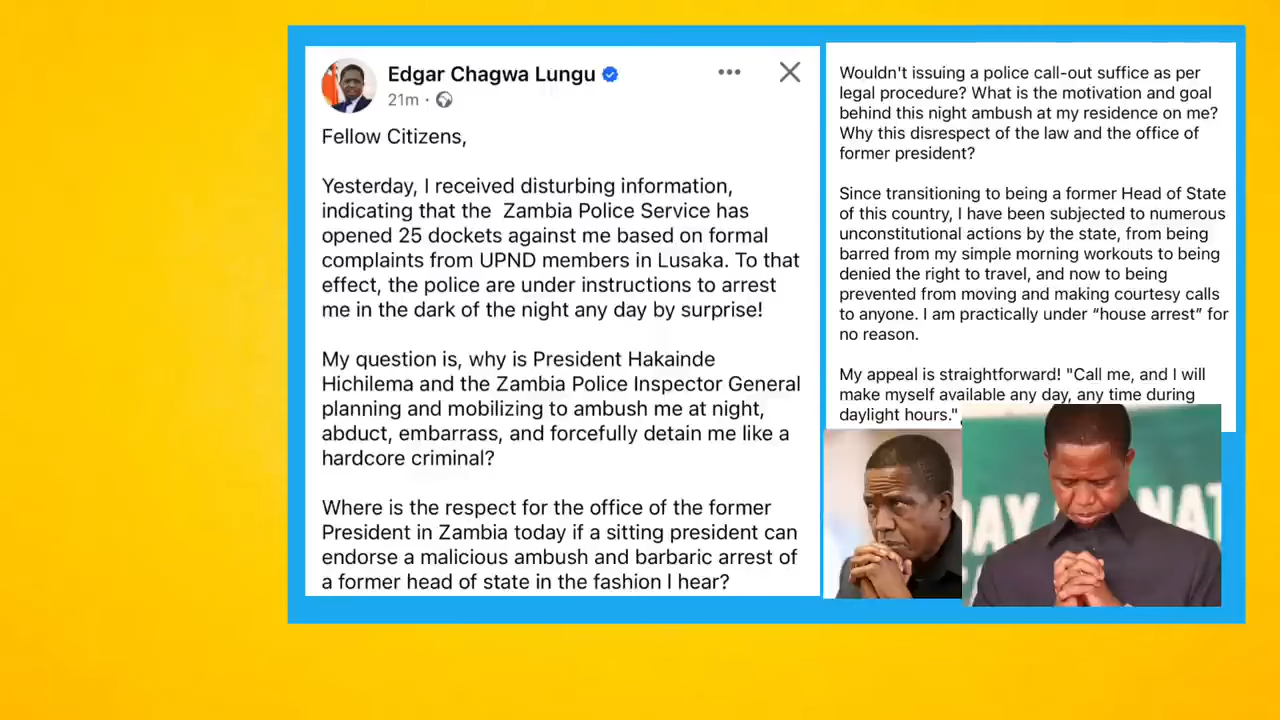 Edgar Chagwa Lungu
21m ·
Fellow Citizens,
Yesterday, I received disturbing information,
indicating that the Zambia Police Service has
opened 25 dockets against me based on formal
complaints from UPND members in Lusaka. To that
effect, the police are under instructions to arrest
me in the dark of the night any day by surprise!
My question is, why is President Hakainde
Hichilema and the Zambia Police Inspector General
planning and mobilizing to ambush me at night,
abduct, embarrass, and forcefully detain me like a
hardcore criminal?
Where is the respect for the office of the former
President in Zambia today if a sitting president can
endorse a malicious ambush and barbaric arrest of
a former head of state in the fashion I hear?
Wouldn't issuing a police call-out suffice as per
legal procedure? What is the motivation and goal
behind this night ambush at my residence on me?
Why this disrespect of the law and the office of
former president?
Since transitioning to being a former Head of State
of this country, I have been subjected to numerous
unconstitutional actions by the state, from being
barred from my simple morning workouts to being
denied the right to travel, and now to being
prevented from moving and making courtesy calls
to anyone. I am practically under “house arrest” for
no reason.
My appeal is straightforward! "Call me, and I will
make myself available any day, any time during
daylight hours."
DAY NAT